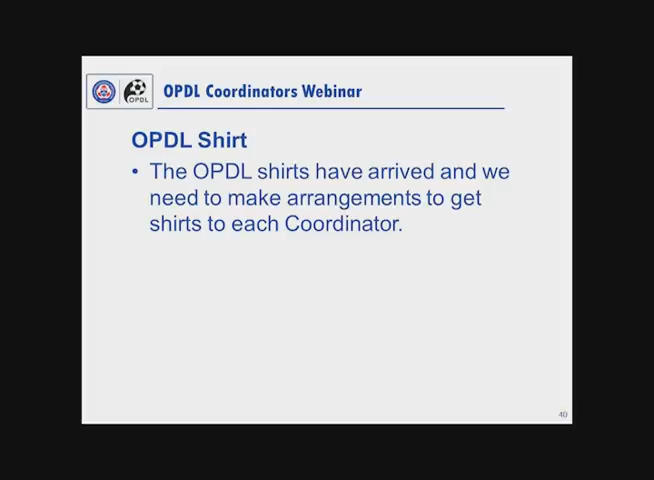 OPDL
OPDL Coordinators Webinar
OPDL Shirt
• The OPDL shirts have arrived and we
need to make arrangements to get
shirts to each Coordinator.
40